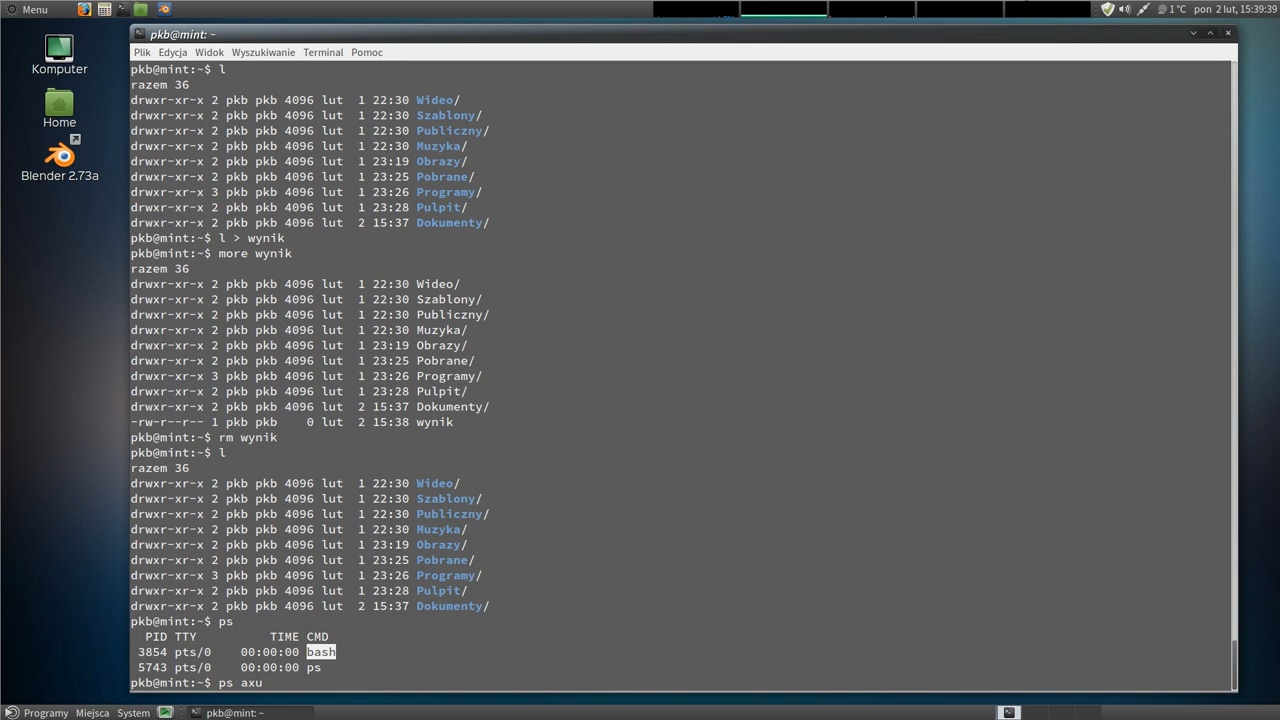 Menu
1 °C pon 2 lut, 15:39:39
pkb@mint: ~
Plik Edycja Widok Wyszukiwanie Terminal Pomoc
Komputer
Home
Blender 2.73a
pkb@mint:~$ l
razem 36
drwxr-xr-x 2 pkb pkb 4096 lut  1 22:30 Wideo/
drwxr-xr-x 2 pkb pkb 4096 lut  1 22:30 Szablony/
drwxr-xr-x 2 pkb pkb 4096 lut  1 22:30 Publiczny/
drwxr-xr-x 2 pkb pkb 4096 lut  1 22:30 Muzyka/
drwxr-xr-x 2 pkb pkb 4096 lut  1 23:19 Obrazy/
drwxr-xr-x 2 pkb pkb 4096 lut  1 23:25 Pobrane/
drwxr-xr-x 3 pkb pkb 4096 lut  1 23:26 Programy/
drwxr-xr-x 2 pkb pkb 4096 lut  1 23:28 Pulpit/
drwxr-xr-x 2 pkb pkb 4096 lut  2 15:37 Dokumenty/
pkb@mint:~$ l > wynik
pkb@mint:~$ more wynik
razem 36
drwxr-xr-x 2 pkb pkb 4096 lut  1 22:30 Wideo/
drwxr-xr-x 2 pkb pkb 4096 lut  1 22:30 Szablony/
drwxr-xr-x 2 pkb pkb 4096 lut  1 22:30 Publiczny/
drwxr-xr-x 2 pkb pkb 4096 lut  1 22:30 Muzyka/
drwxr-xr-x 2 pkb pkb 4096 lut  1 23:19 Obrazy/
drwxr-xr-x 2 pkb pkb 4096 lut  1 23:25 Pobrane/
drwxr-xr-x 3 pkb pkb 4096 lut  1 23:26 Programy/
drwxr-xr-x 2 pkb pkb 4096 lut  1 23:28 Pulpit/
drwxr-xr-x 2 pkb pkb 4096 lut  2 15:37 Dokumenty/
-rw-r--r-- 1 pkb pkb    0 lut  2 15:38 wynik
pkb@mint:~$ rm wynik
pkb@mint:~$ l
razem 36
drwxr-xr-x 2 pkb pkb 4096 lut  1 22:30 Wideo/
drwxr-xr-x 2 pkb pkb 4096 lut  1 22:30 Szablony/
drwxr-xr-x 2 pkb pkb 4096 lut  1 22:30 Publiczny/
drwxr-xr-x 2 pkb pkb 4096 lut  1 22:30 Muzyka/
drwxr-xr-x 2 pkb pkb 4096 lut  1 23:19 Obrazy/
drwxr-xr-x 2 pkb pkb 4096 lut  1 23:25 Pobrane/
drwxr-xr-x 3 pkb pkb 4096 lut  1 23:26 Programy/
drwxr-xr-x 2 pkb pkb 4096 lut  1 23:28 Pulpit/
drwxr-xr-x 2 pkb pkb 4096 lut  2 15:37 Dokumenty/
pkb@mint:~$ ps
  PID TTY          TIME CMD
 3854 pts/0    00:00:00 bash
 5743 pts/0    00:00:00 ps
pkb@mint:~$ ps axu
Programy Miejsca System pkb@mint: ~